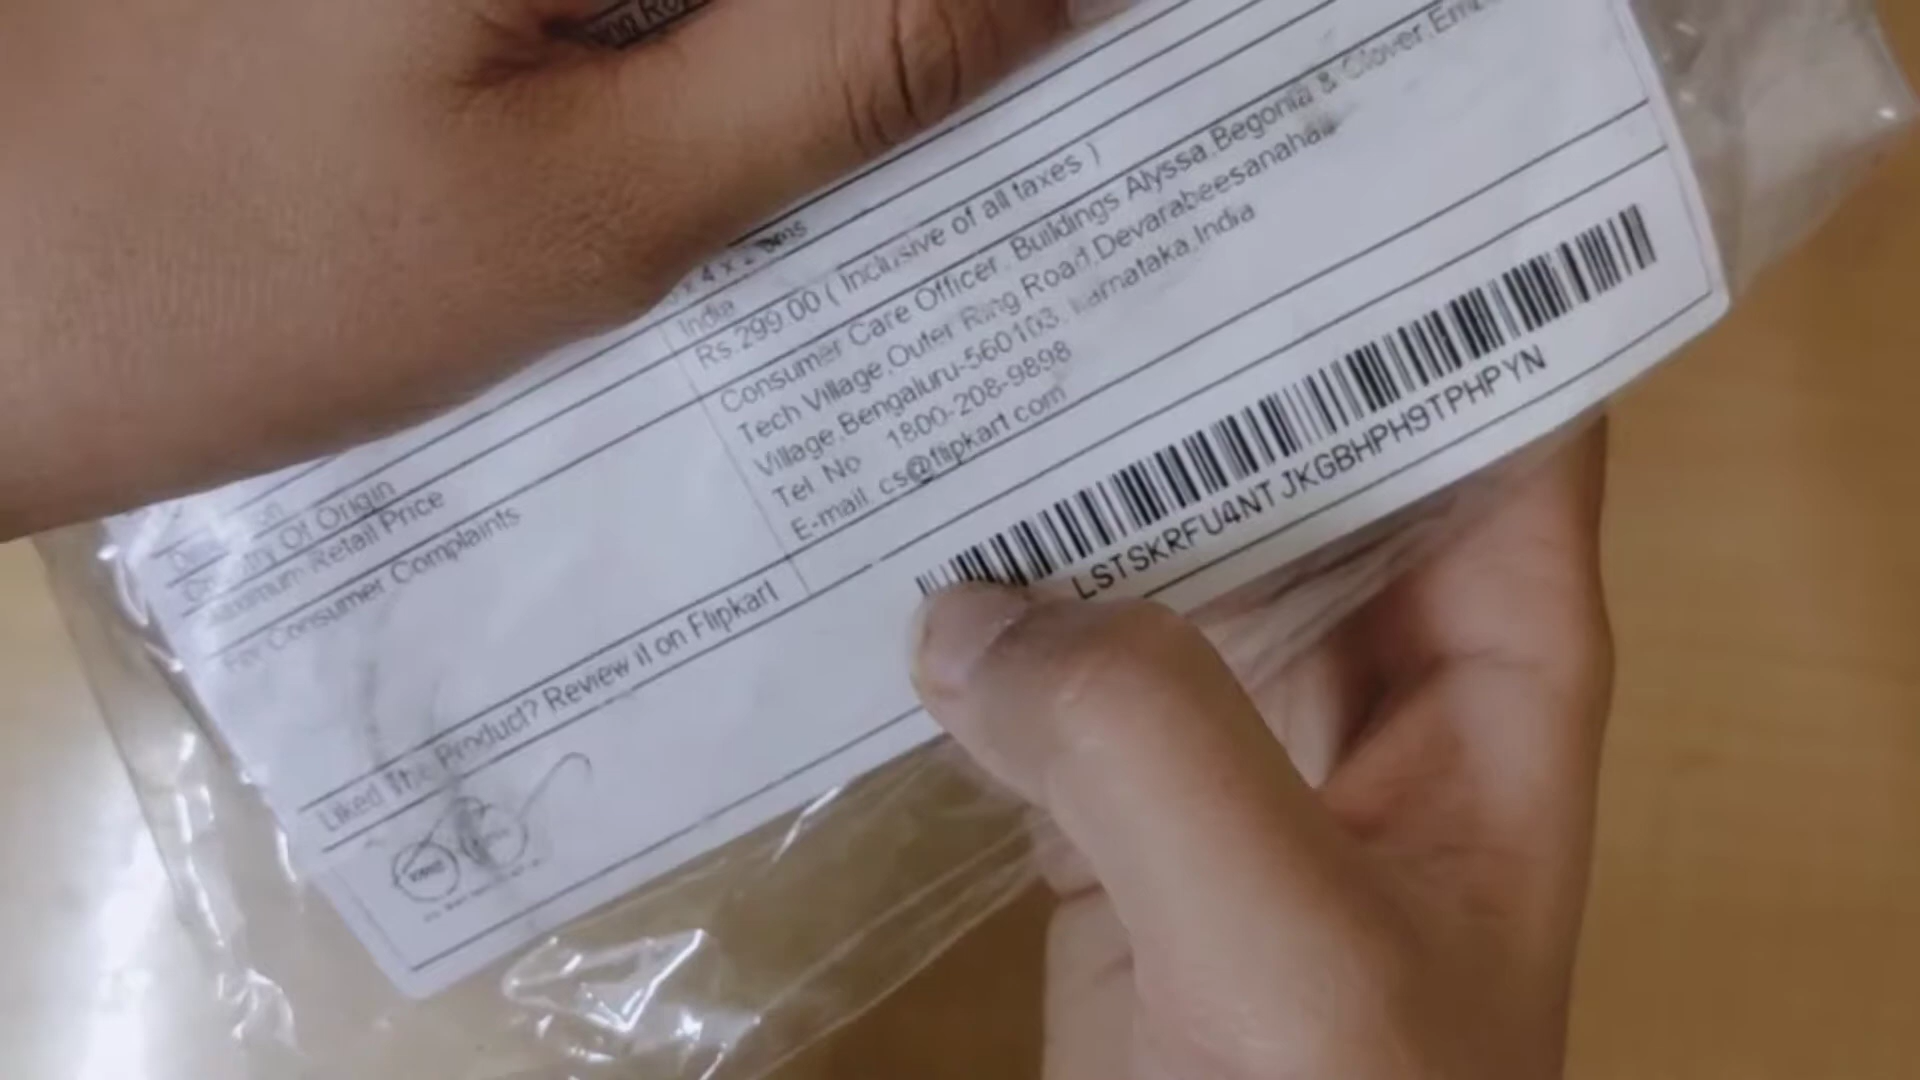 India
Country Of Origin
Rs.299.00 ( Inclusive of all taxes )
Maximum Retail Price
Consumer Care Officer, Buildings Alyssa,Begonia & Clover
Tech Village,Outer Ring Road,Devarabeesanahalli
Village,Bengaluru-560103, Karnataka,India
Tel No 1800-208-9898
E-mail. cs@flipkart.com
For Consumer Complaints
Liked The Product? Review it on Flipkart
LSTSKRFU4NTJKGBHPH9TPHPYN